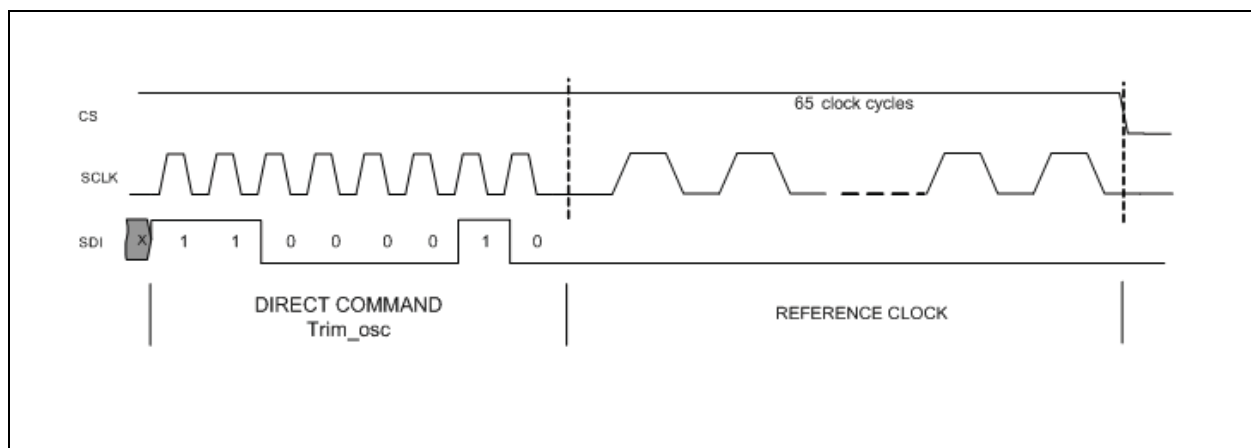 CS
65 clock cycles
SCLK
SDI
X 1 1 0 0 0 0 1 0
DIRECT COMMAND
Trim_osc
REFERENCE CLOCK